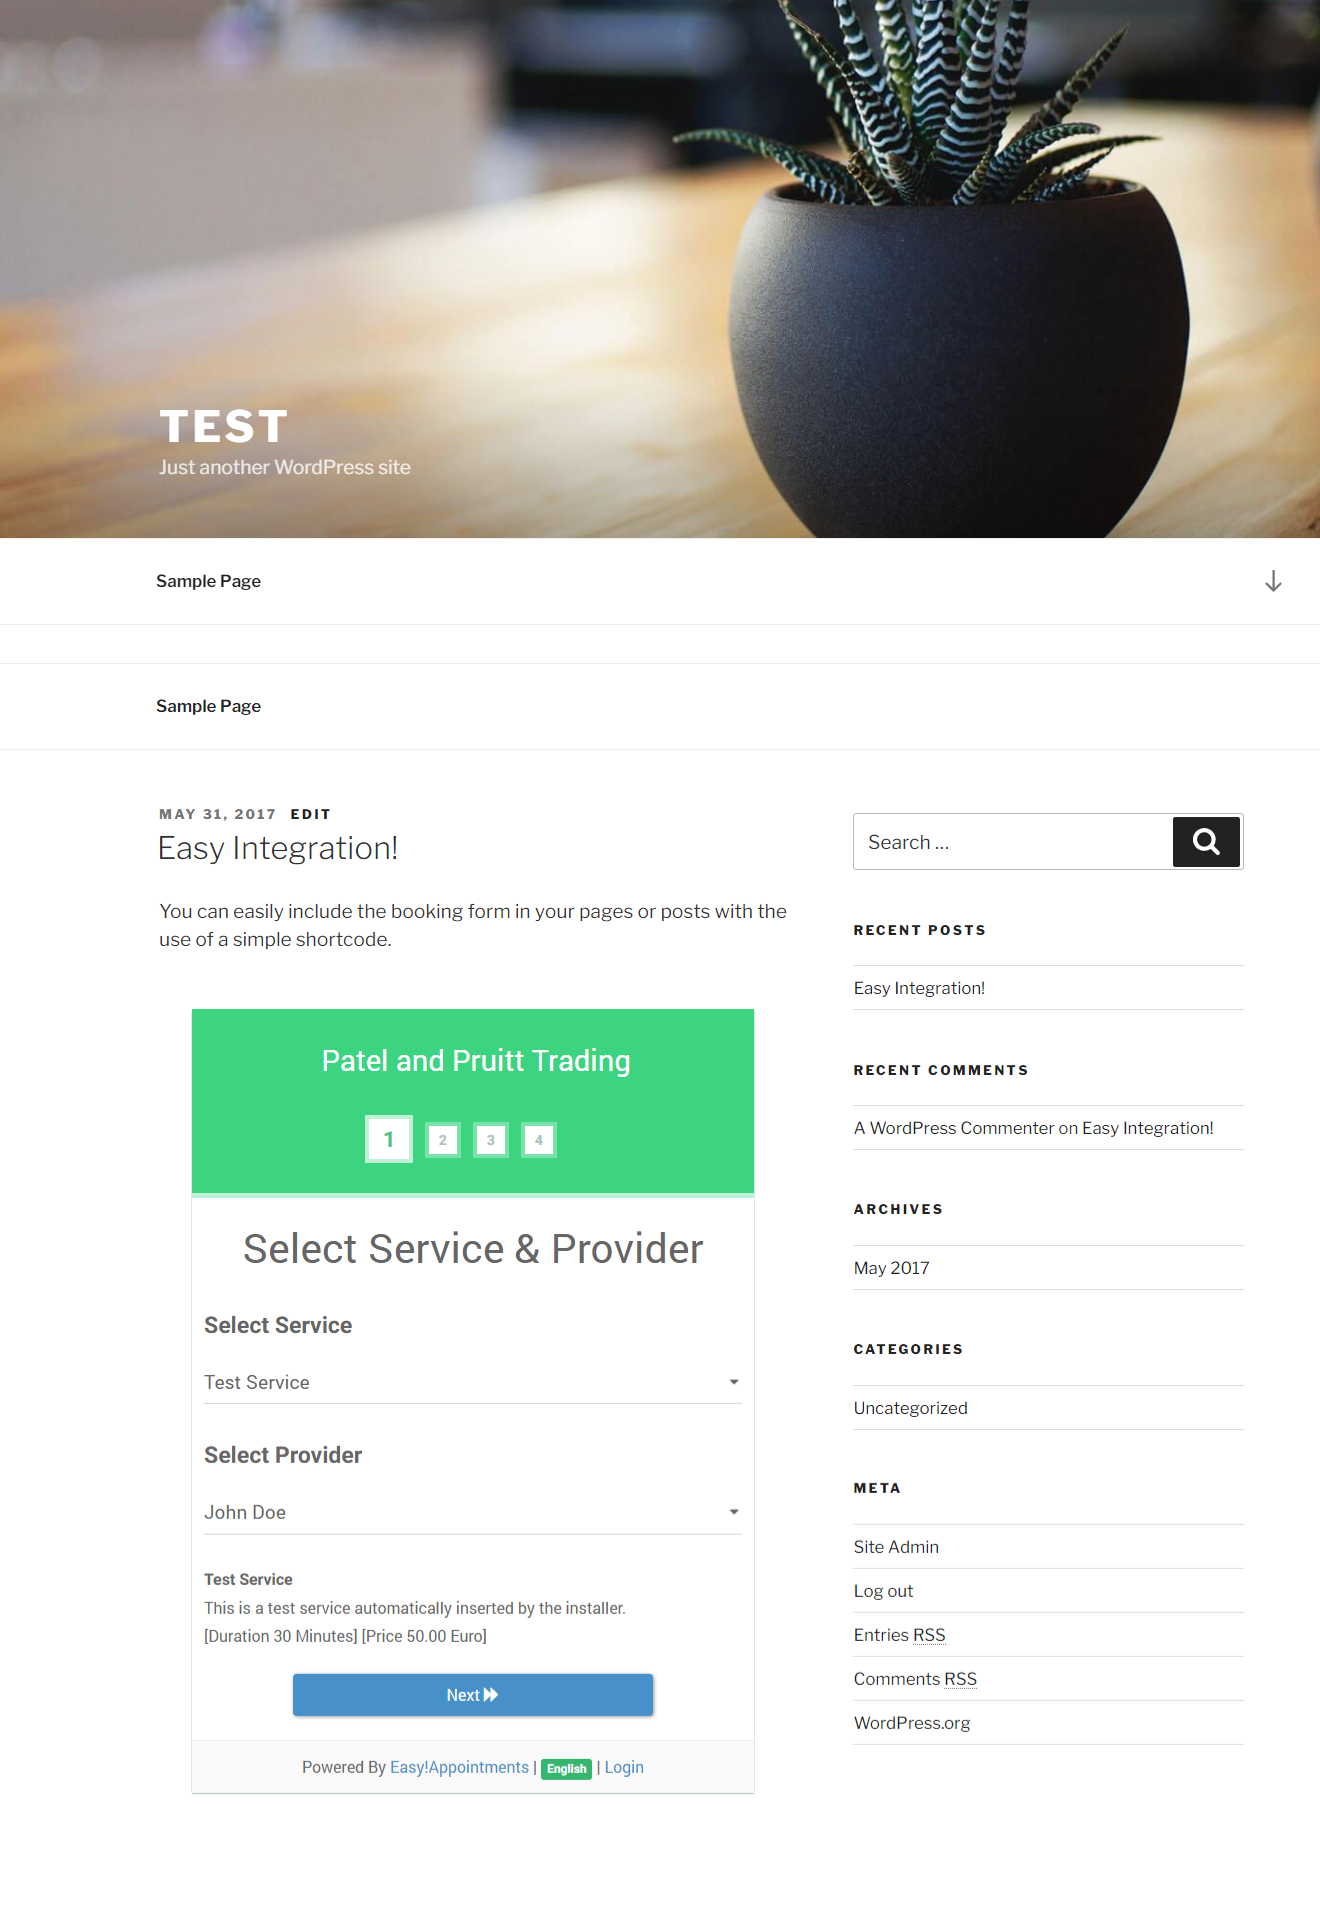 TEST
Just another WordPress site
Sample Page
Sample Page
MAY 31, 2017 EDIT
Easy Integration!
You can easily include the booking form in your pages or posts with the
use of a simple shortcode.
Patel and Pruitt Trading
1 2 3 4
Select Service & Provider
Select Service
Test Service
Select Provider
John Doe
Test Service
This is a test service automatically inserted by the installer.
[Duration 30 Minutes] [Price 50.00 Euro]
Next
Powered By Easy!Appointments | English | Login
Search ...
RECENT POSTS
Easy Integration!
RECENT COMMENTS
A WordPress Commenter on Easy Integration!
ARCHIVES
May 2017
CATEGORIES
Uncategorized
META
Site Admin
Log out
Entries RSS
Comments RSS
WordPress.org